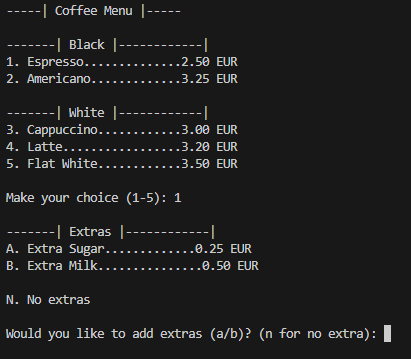 -----| Coffee Menu |-----
-------| Black |------------|
1. Espresso..............2.50 EUR
2. Americano.............3.25 EUR
-------| White |------------|
3. Cappuccino............3.00 EUR
4. Latte.................3.20 EUR
5. Flat White............3.50 EUR
Make your choice (1-5): 1
-------| Extras |------------|
A. Extra Sugar.............0.25 EUR
B. Extra Milk...............0.50 EUR
N. No extras
Would you like to add extras (a/b)? (n for no extra):